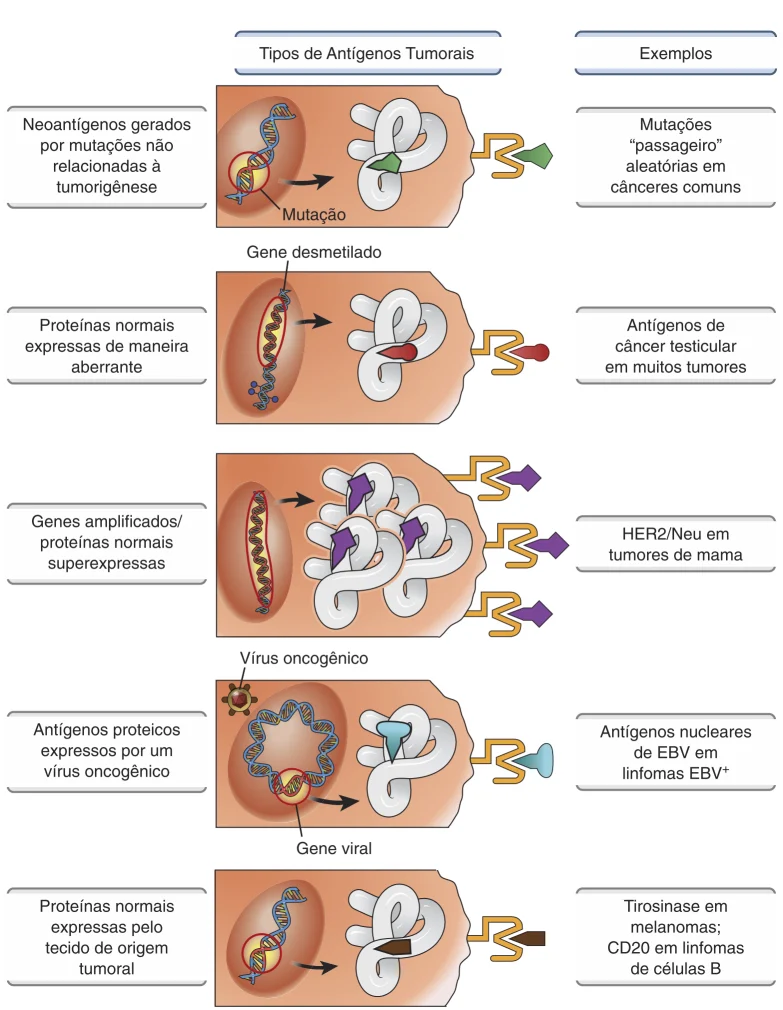 Tipos de Antígenos Tumorais
Exemplos
Neoantígenos gerados
por mutações não
relacionadas à
tumorigênese
Mutação
Mutações
“passageiro”
aleatórias em
cânceres comuns
Gene desmetilado
Proteínas normais
expressas de maneira
aberrante
Antígenos de
câncer testicular
em muitos tumores
Genes amplificados/
proteínas normais
superexpressas
HER2/Neu em
tumores de mama
Vírus oncogênico
Antígenos proteicos
expressos por um
vírus oncogênico
Gene viral
Antígenos nucleares
de EBV em
linfomas EBV⁺
Proteínas normais
expressas pelo
tecido de origem
tumoral
Tirosinase em
melanomas;
CD20 em linfomas
de células B